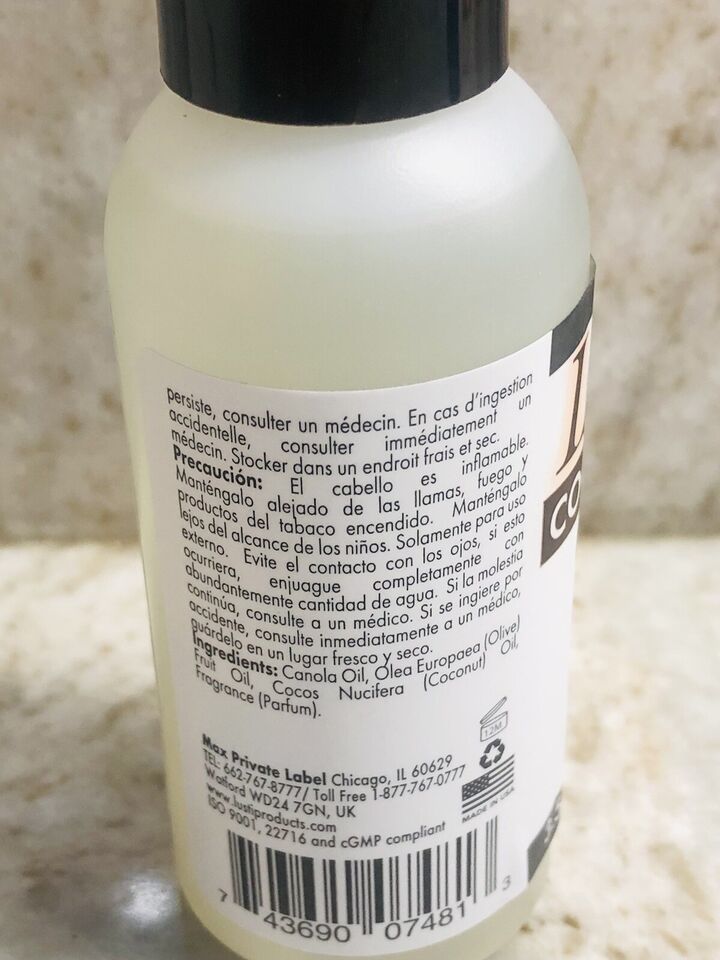 persiste, consulter un médecin. En cas d'ingestion
accidentelle, consulter immédiatement un
médecin. Stocker dans un endroit frais et sec.
Precaución: El cabello es inflamable.
Manténgalo alejado de las llamas, fuego y
productos del tabaco encendido. Manténgalo
lejos del alcance de los niños. Solamente para uso
externo. Evite el contacto con los ojos, si esto
ocurriera, enjuague completamente con
abundantemente cantidad de agua. Si la molestia
continúa, consulte a un médico. Si se ingiere por
accidente, consulte inmediatamente a un médico,
guárdelo en un lugar fresco y seco.
Ingredients: Canola Oil, Olea Europaea (Olive)
Fruit Oil, Cocos Nucifera (Coconut) Oil,
Fragrance (Parfum).
12M
Max Private Label Chicago, IL 60629
TEL: 662-767-8777/ Toll Free 1-877-767-0777
Watford WD24 7GN, UK
www.lustiproducts.com
ISO 9001, 22716 and cGMP compliant
MADE IN USA
7 43690 07481 3
CO